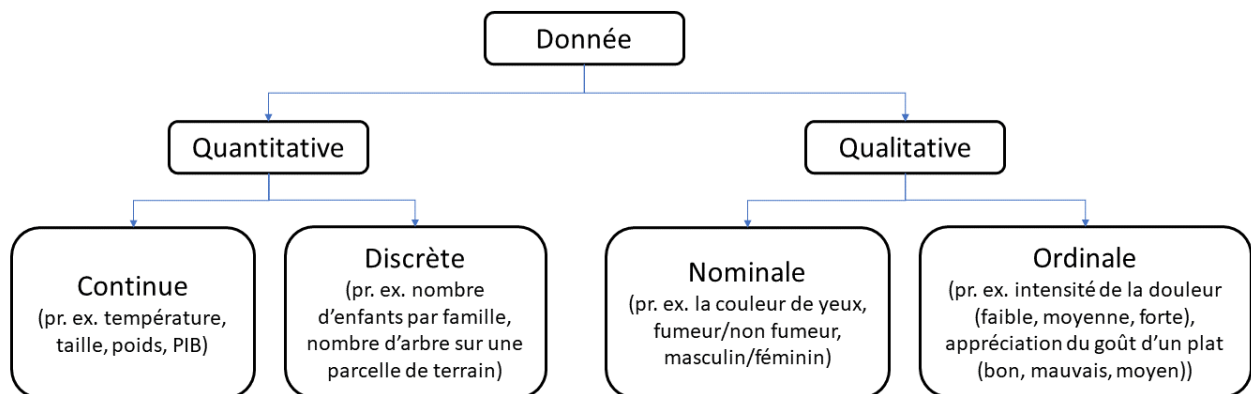 Donnée
Quantitative
Qualitative
Continue
(pr. ex. température,
taille, poids, PIB)
Discrète
(pr. ex. nombre
d’enfants par famille,
nombre d’arbre sur une
parcelle de terrain)
Nominale
(pr. ex. la couleur de yeux,
fumeur/non fumeur,
masculin/féminin)
Ordinale
(pr. ex. intensité de la douleur
(faible, moyenne, forte),
appréciation du goût d’un plat
(bon, mauvais, moyen))